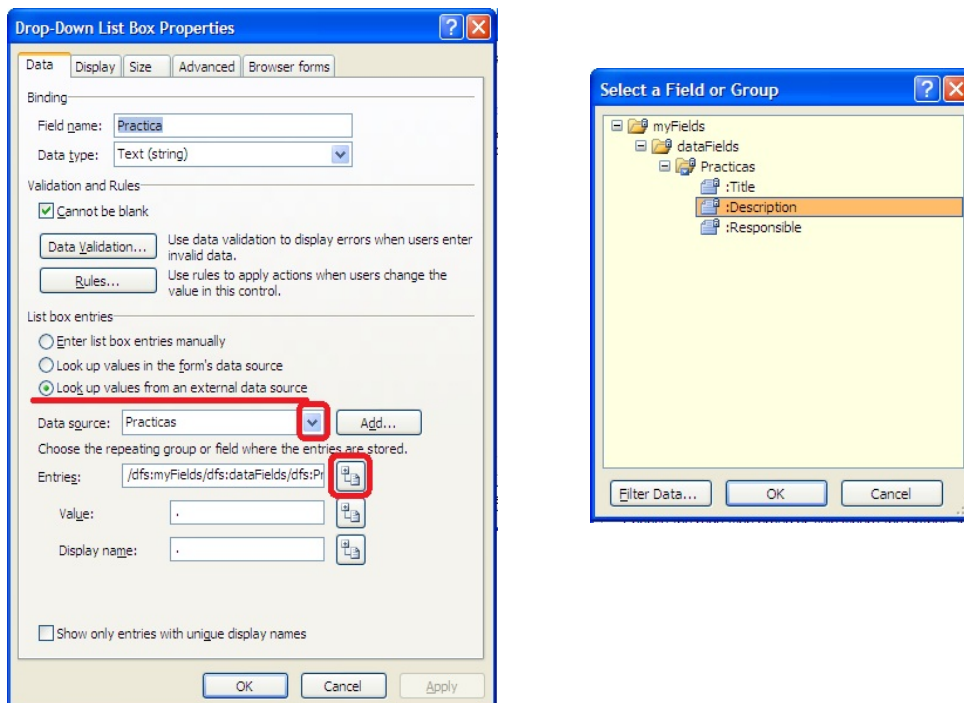 Drop-Down List Box Properties
Data Display Size Advanced Browser forms
Binding
Field name: Practica
Data type: Text (string)
Validation and Rules
Cannot be blank
Data Validation... Use data validation to display errors when users enter
invalid data.
Rules... Use rules to apply actions when users change the
value in this control.
List box entries
Enter list box entries manually
Look up values in the form's data source
Look up values from an external data source
Data source: Practicas Add...
Choose the repeating group or field where the entries are stored.
Entries: /dfs:myFields/dfs:dataFields/dfs:Pr
Value: .
Display name: .
Show only entries with unique display names
OK Cancel Apply
Select a Field or Group
myFields
dataFields
Practicas
:Title
:Description
:Responsible
Filter Data... OK Cancel